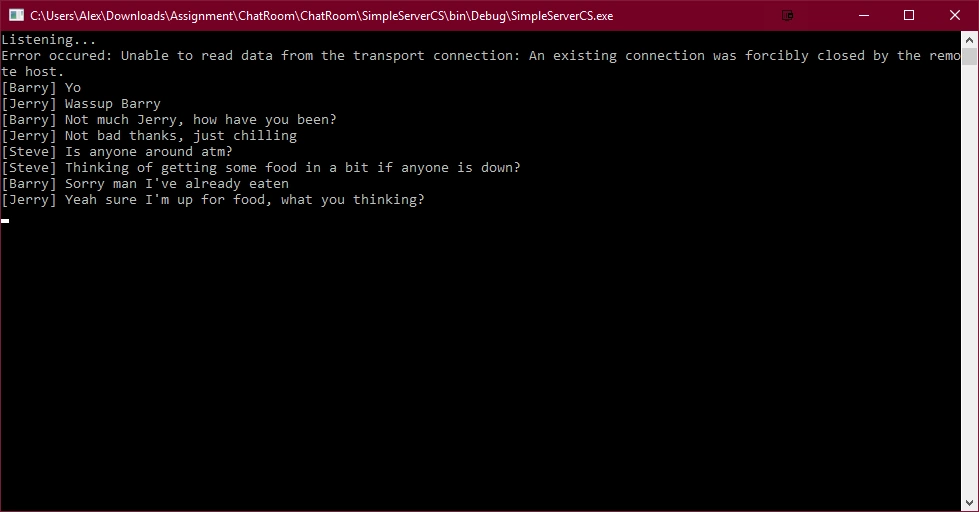 C:\Users\Alex\Downloads\Assignment\ChatRoom\ChatRoom\SimpleServerCS\bin\Debug\SimpleServerCS.exe
Listening...
Error occured: Unable to read data from the transport connection: An existing connection was forcibly closed by the remo
te host.
[Barry] Yo
[Jerry] Wassup Barry
[Barry] Not much Jerry, how have you been?
[Jerry] Not bad thanks, just chilling
[Steve] Is anyone around atm?
[Steve] Thinking of getting some food in a bit if anyone is down?
[Barry] Sorry man I've already eaten
[Jerry] Yeah sure I'm up for food, what you thinking?